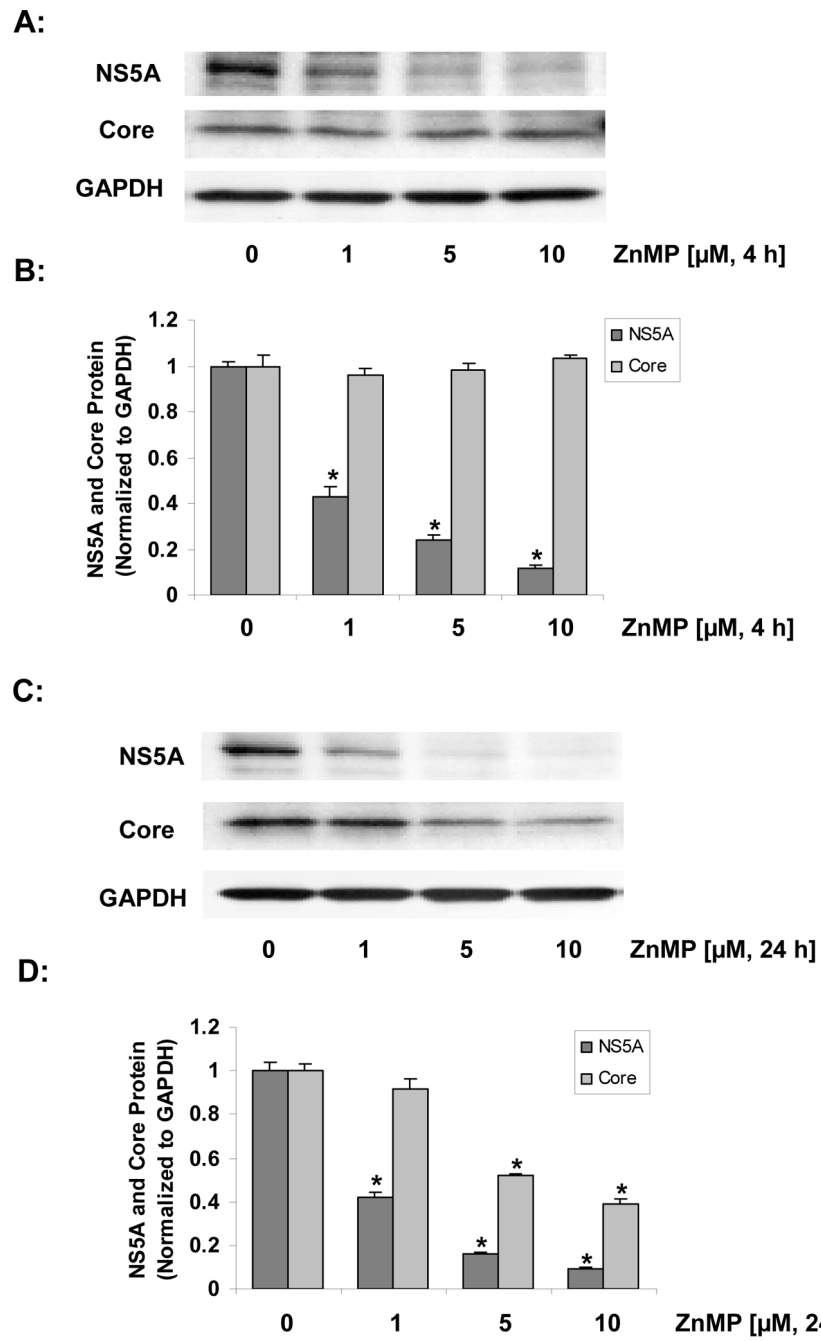 A:
NS5A
Core
GAPDH
0 1 5 10 ZnMP [µM, 4 h]
B:
NS5A and Core Protein
(Normalized to GAPDH)
1.2
1
0.8
0.6
0.4
0.2
0
* * *
NS5A
Core
0 1 5 10 ZnMP [µM, 4 h]
C:
NS5A
Core
GAPDH
0 1 5 10 ZnMP [µM, 24 h]
D:
NS5A and Core Protein
(Normalized to GAPDH)
1.2
1
0.8
0.6
0.4
0.2
0
* * * * *
NS5A
Core
0 1 5 10 ZnMP [µM, 24